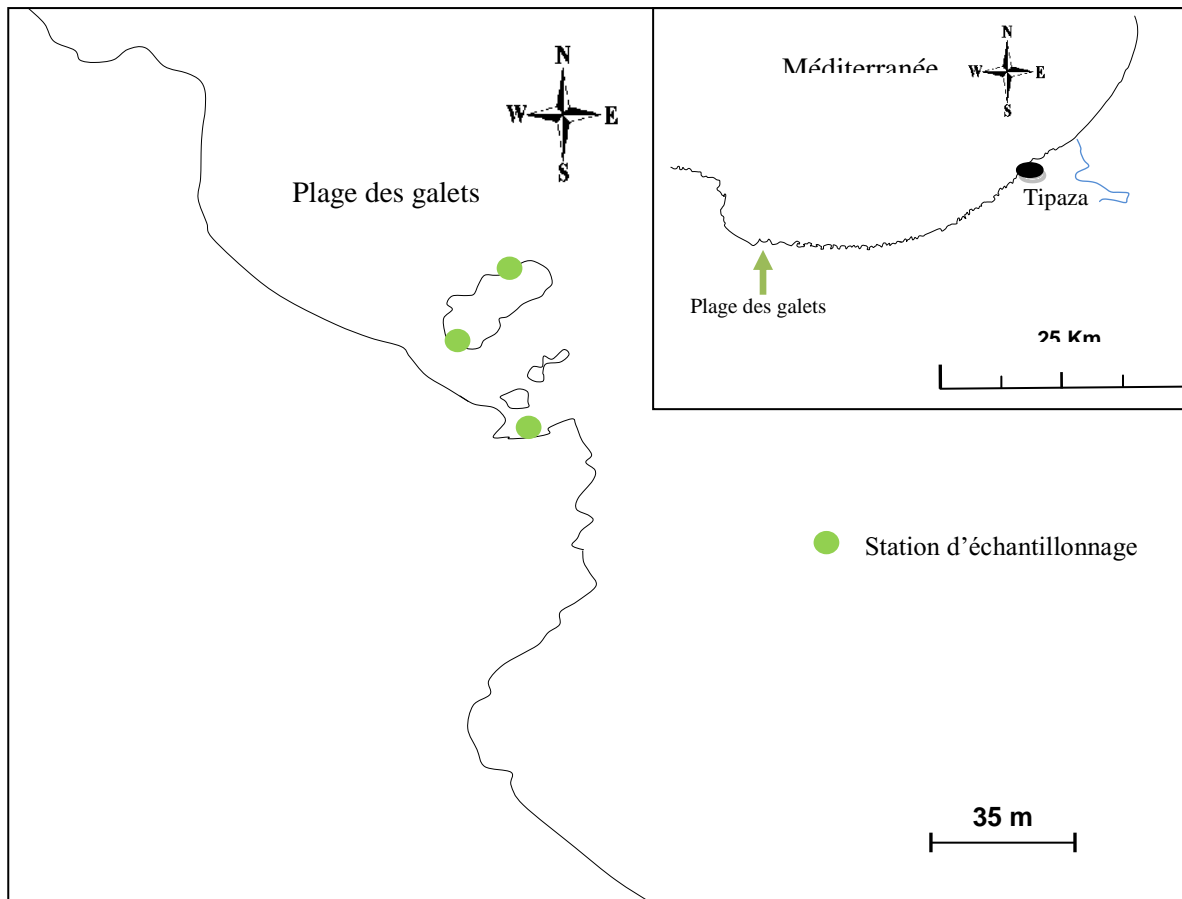 N
W E
S
Plage des galets
Méditerranée
N
W E
S
Tipaza
Plage des galets
25 Km
Station d'échantillonnage
35 m